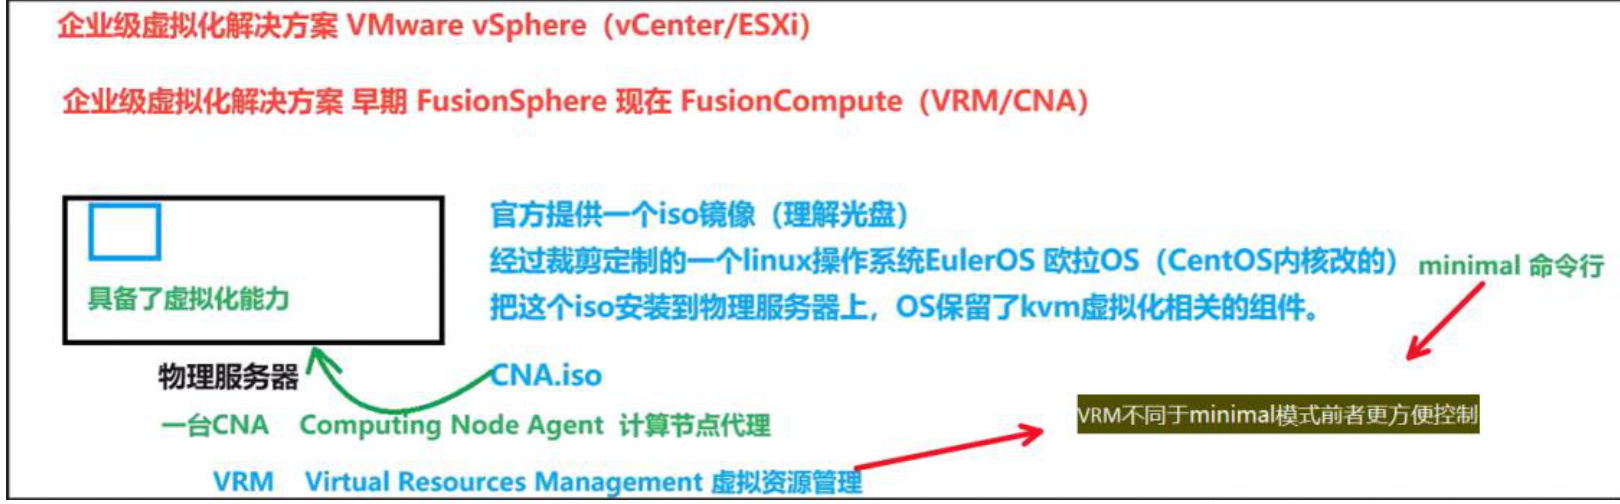 企业级虚拟化解决方案 VMware vSphere（vCenter/ESXi）
企业级虚拟化解决方案 早期 FusionSphere 现在 FusionCompute（VRM/CNA）
官方提供一个iso镜像（理解光盘）
经过裁剪定制的一个linux操作系统EulerOS 欧拉OS（CentOS内核改的）minimal 命令行
具备了虚拟化能力
把这个iso安装到物理服务器上，OS保留了kvm虚拟化相关的组件。
物理服务器
CNA.iso
VRM不同于minimal模式前者更方便控制
一台CNA Computing Node Agent 计算节点代理
VRM Virtual Resources Management 虚拟资源管理